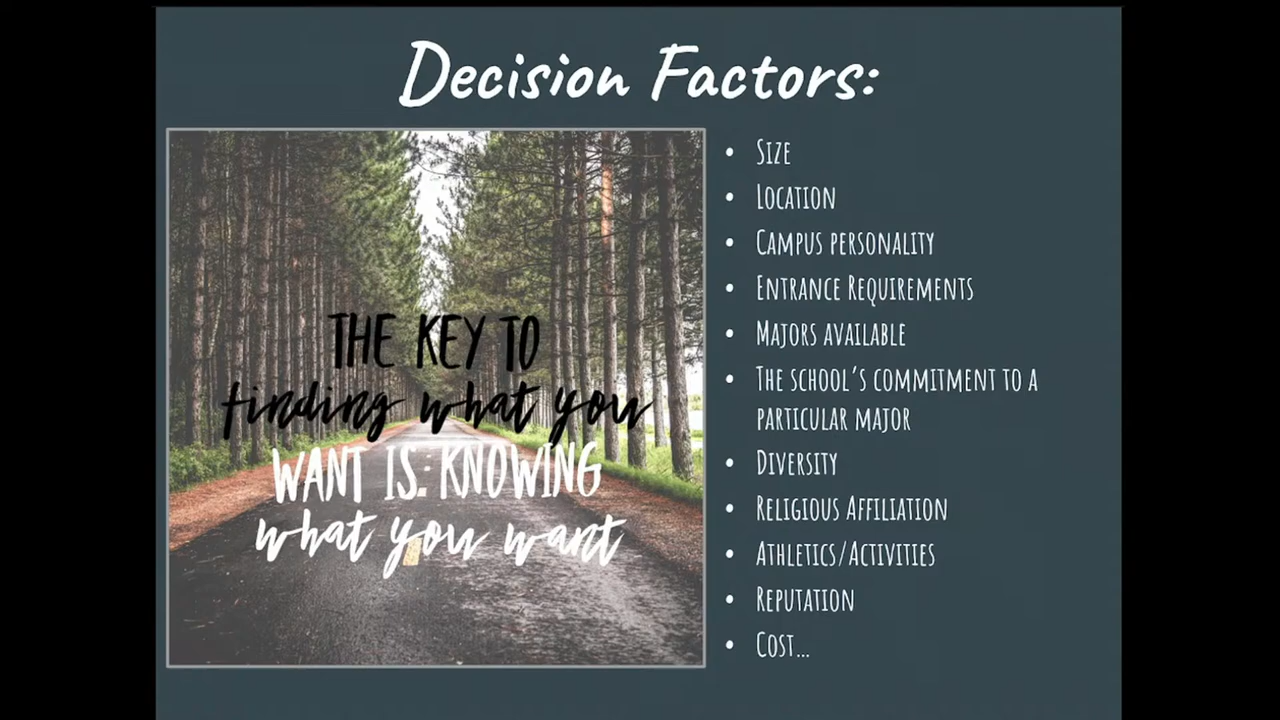 Decision Factors:
THE KEY TO
finding what you
WANT IS: KNOWING
what you want
• Size
• Location
• Campus personality
• Entrance Requirements
• Majors available
• The school's commitment to a
particular major
• Diversity
• Religious Affiliation
• Athletics/Activities
• Reputation
• Cost…